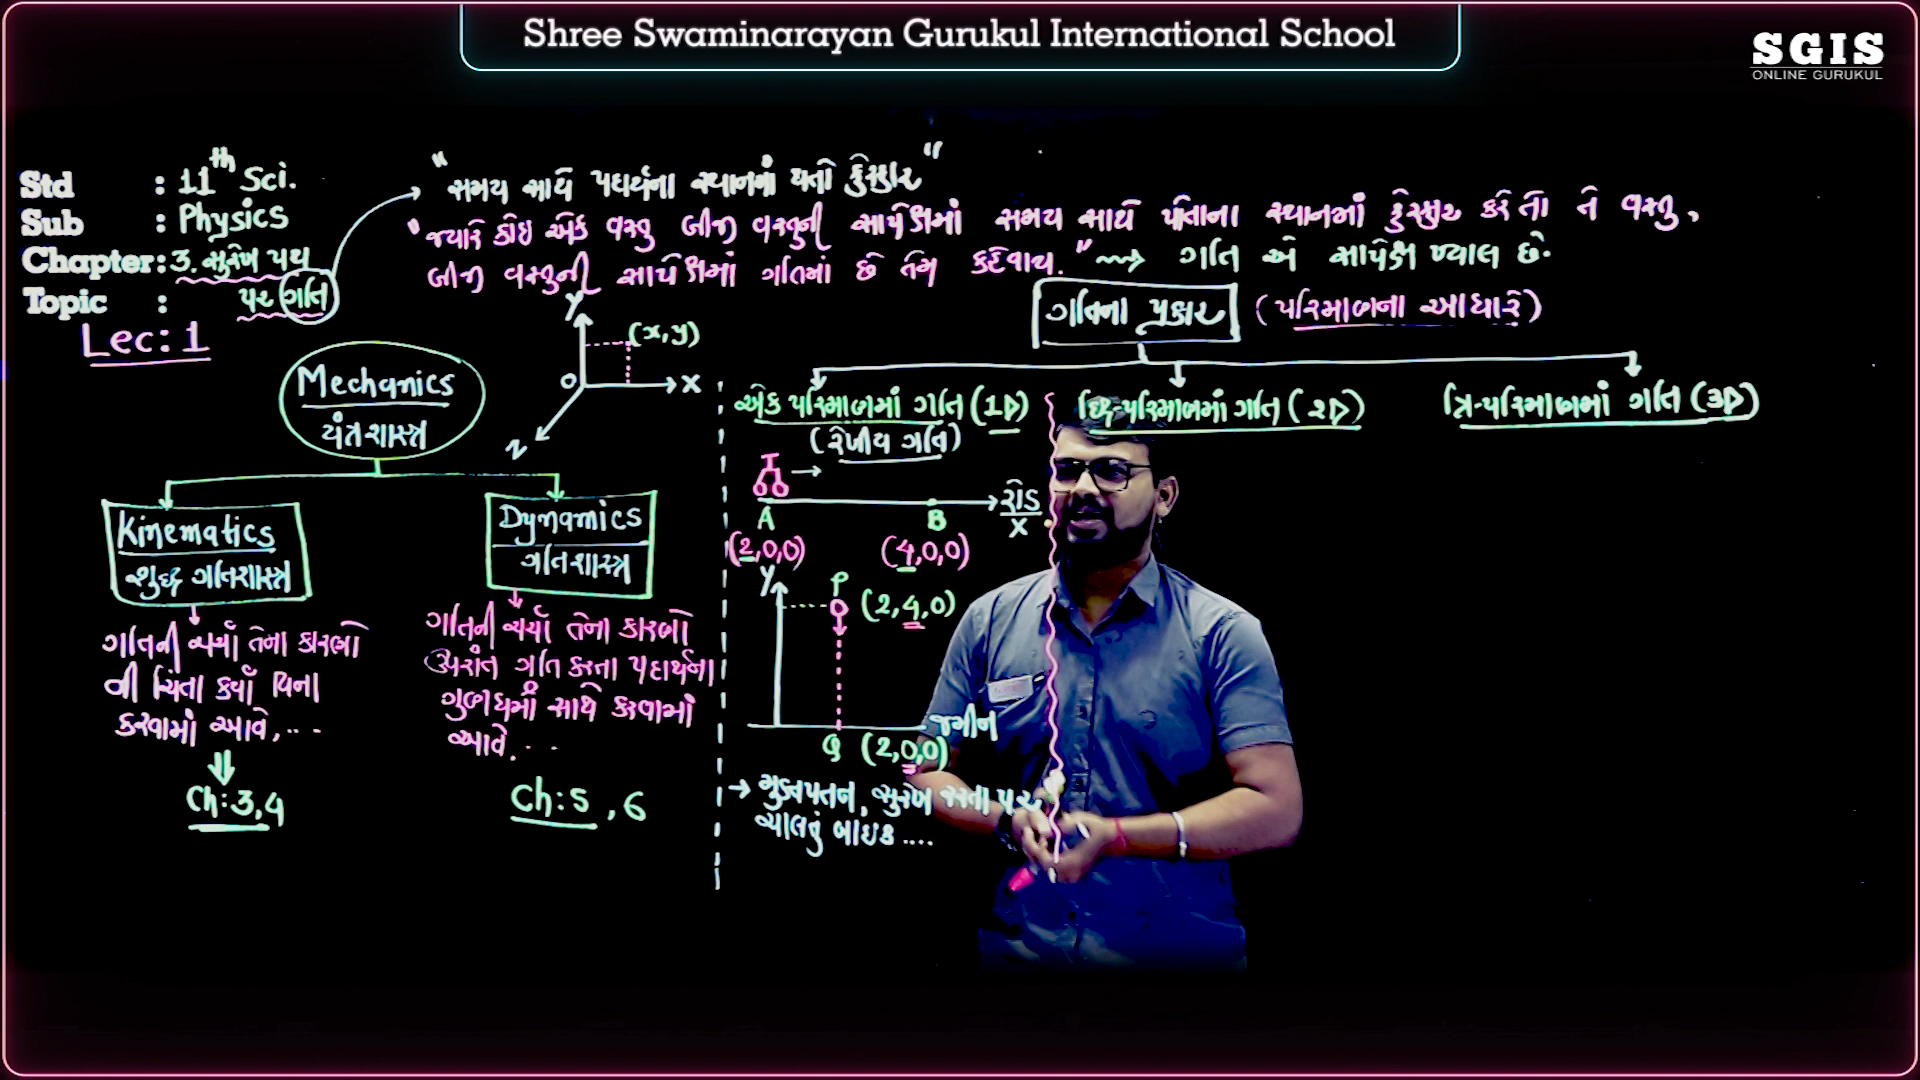 Shree Swaminarayan Gurukul International School
SGIS
ONLINE GURUKUL
Std : 11th Sci.
Sub : Physics
Chapter : 3. સુરેખ પથ
Topic : પર ગતિ
Lec: 1
"સમય સાથે પદાર્થના સ્થાનમાં થતો ફેરફાર"
"જ્યારે કોઇ એક વસ્તુ બીજી વસ્તુની સાપેક્ષમાં સમય સાથે પોતાના સ્થાનમાં ફેરફાર કરે તો તે વસ્તુ,
બીજી વસ્તુની સાપેક્ષમાં ગતિમાં છે તેમ કહેવાય." ⟿ ગતિ એ સાપેક્ષ ખ્યાલ છે.
Mechanics
યંત્રશાસ્ત્ર
Y
(x,y)
O
X
Z
Kinematics
શુદ્ધ ગતિશાસ્ત્ર
ગતિની ચર્ચા તેના કારણો
ની ચિંતા કર્યા વિના
કરવામાં આવે,...
Ch: 3,4
Dynamics
ગતિશાસ્ત્ર
ગતિની ચર્ચા તેના કારણો
ઉપરાંત ગતિ કરતા પદાર્થના
ગુણધર્મો સાથે કરવામાં
આવે. ..
Ch: 5, 6
ગતિના પ્રકાર (પરિમાણના આધારે)
એક પરિમાણમાં ગતિ (1D)
(રેખીય ગતિ)
A
B
રોડ
X
(2,0,0)
(4,0,0)
Y
P
(2,4,0)
જમીન
Q (2,0,0)
→ મુક્તપતન, સુરેખ રસ્તા પર
ચાલતું બાઇક ....
દ્વિ-પરિમાણમાં ગતિ (2D)
ત્રિ-પરિમાણમાં ગતિ (3D)